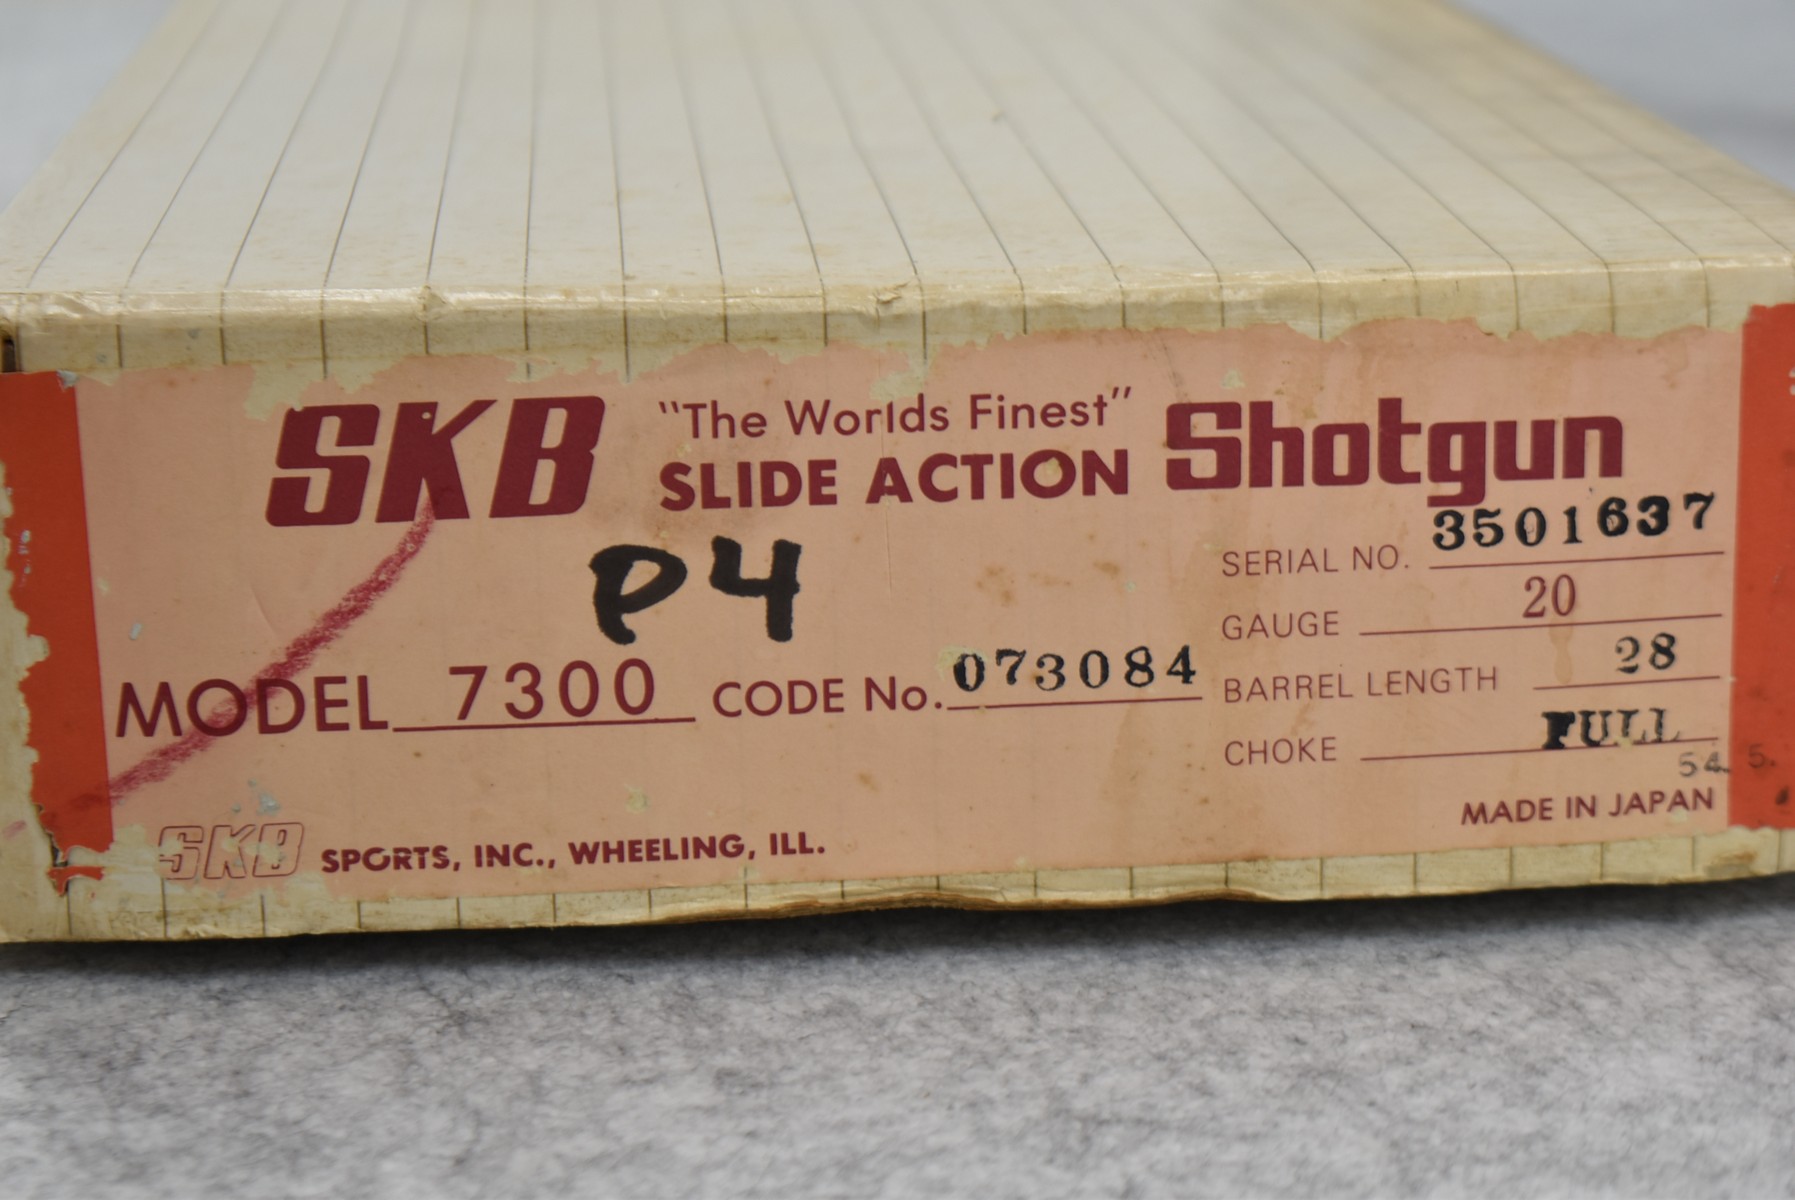 SKB "The Worlds Finest" SLIDE ACTION Shotgun
P4
SERIAL NO. 3501637
GAUGE 20
MODEL 7300 CODE No. 073084
BARREL LENGTH 28
CHOKE FULL
54 5.
MADE IN JAPAN
SKB SPORTS, INC., WHEELING, ILL.